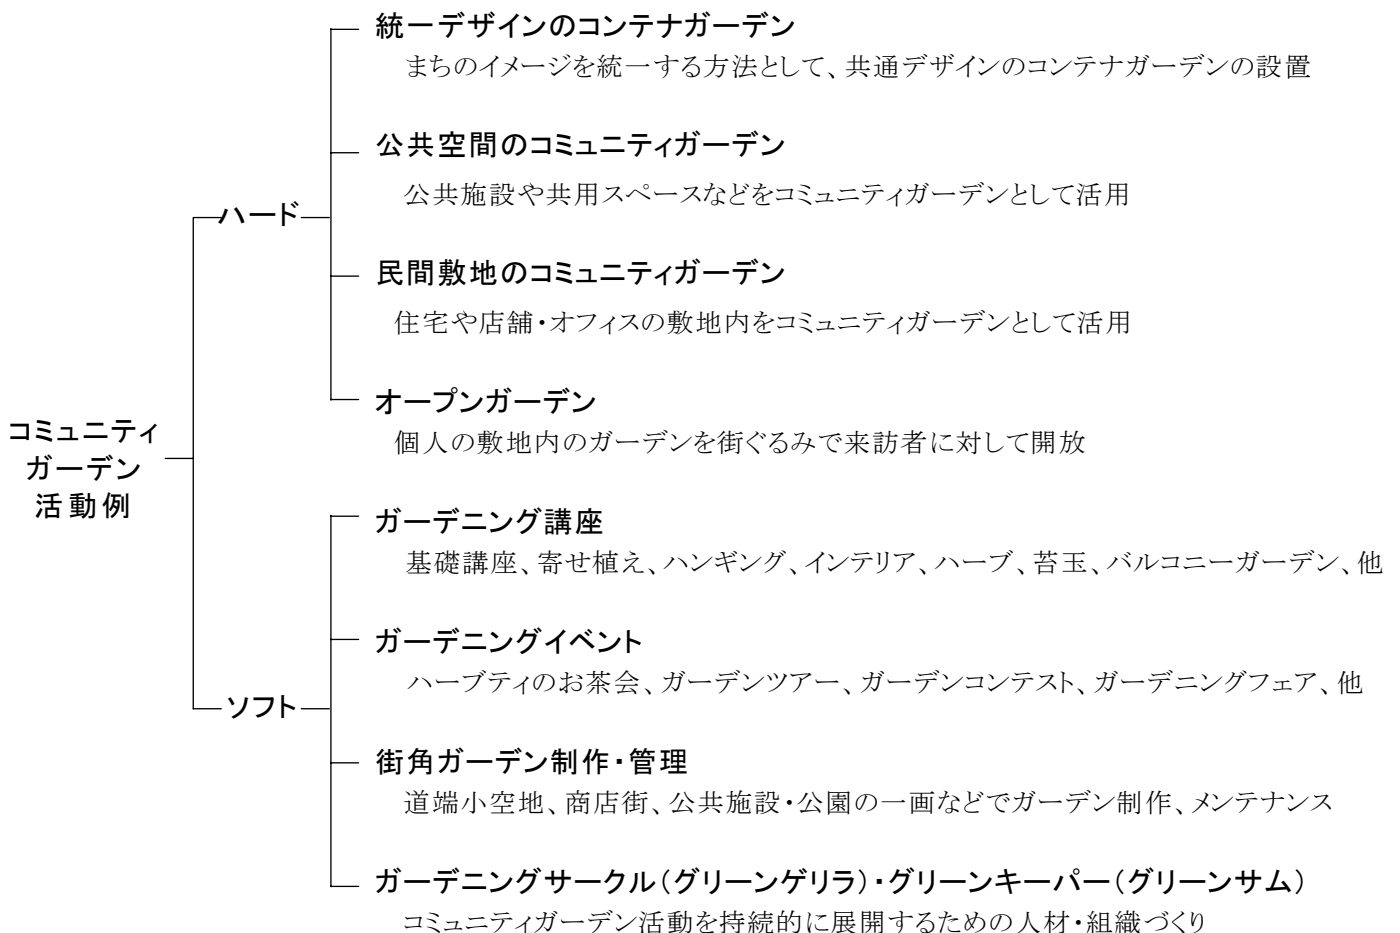 コミュニティ
ガーデン
活動例
ハード
統一デザインのコンテナガーデン
まちのイメージを統一する方法として、共通デザインのコンテナガーデンの設置
公共空間のコミュニティガーデン
公共施設や共用スペースなどをコミュニティガーデンとして活用
民間敷地のコミュニティガーデン
住宅や店舗・オフィスの敷地内をコミュニティガーデンとして活用
オープンガーデン
個人の敷地内のガーデンを街ぐるみで来訪者に対して開放
ソフト
ガーデニング講座
基礎講座、寄せ植え、ハンギング、インテリア、ハーブ、苔玉、バルコニーガーデン、他
ガーデニングイベント
ハーブティのお茶会、ガーデンツアー、ガーデンコンテスト、ガーデニングフェア、他
街角ガーデン制作・管理
道端小空地、商店街、公共施設・公園の一画などでガーデン制作、メンテナンス
ガーデニングサークル(グリーンゲリラ)・グリーンキーパー(グリーンサム)
コミュニティガーデン活動を持続的に展開するための人材・組織づくり